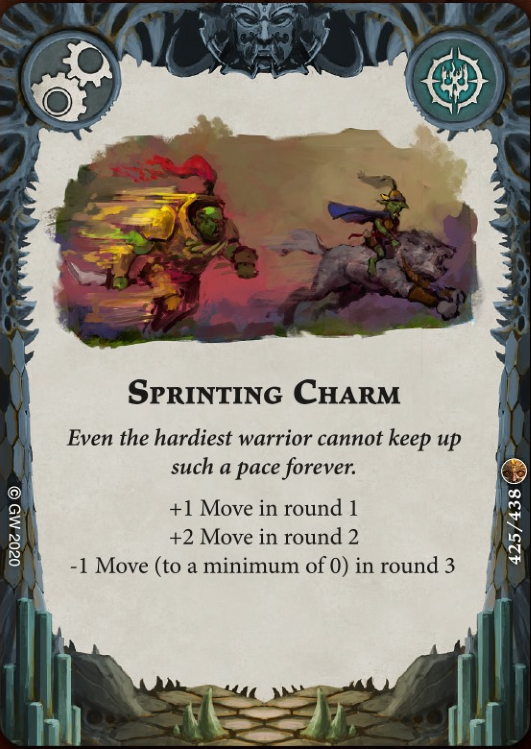 Sprinting Charm
Even the hardiest warrior cannot keep up
such a pace forever.
+1 Move in round 1
+2 Move in round 2
-1 Move (to a minimum of 0) in round 3
© GW 2020
425/438